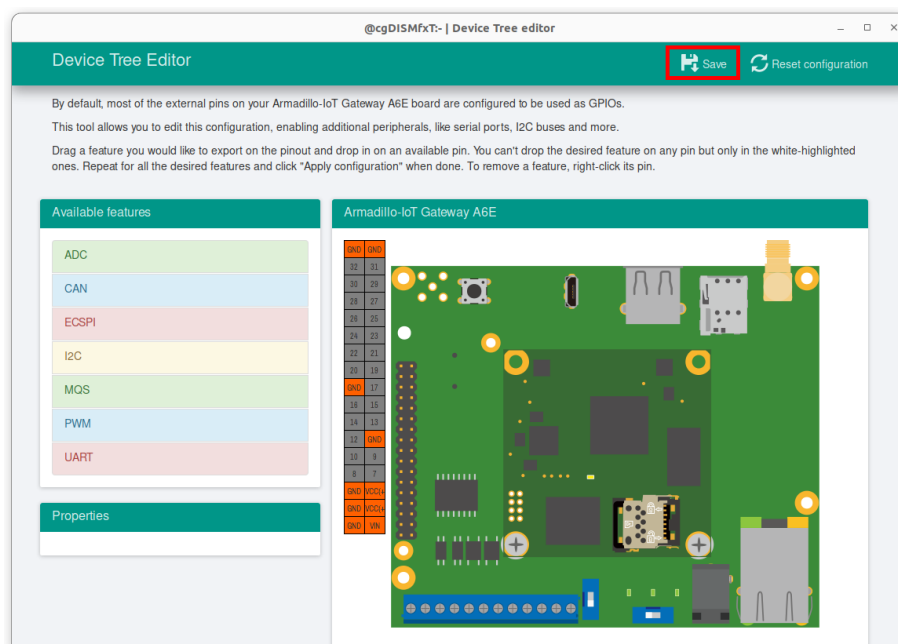 @cgDISMfxT:- | Device Tree editor
Device Tree Editor
Save
Reset configuration
By default, most of the external pins on your Armadillo-IoT Gateway A6E board are configured to be used as GPIOs.
This tool allows you to edit this configuration, enabling additional peripherals, like serial ports, I2C buses and more.
Drag a feature you would like to export on the pinout and drop in on an available pin. You can't drop the desired feature on any pin but only in the white-highlighted
ones. Repeat for all the desired features and click "Apply configuration" when done. To remove a feature, right-click its pin.
Available features
ADC
CAN
ECSPI
I2C
MQS
PWM
UART
Properties
Armadillo-IoT Gateway A6E
GND GND
32 31
30 29
28 27
26 25
24 23
22 21
20 19
GND 17
16 15
14 13
12 GND
10 9
8 7
GND VCC(+
GND VCC(+
GND VIN